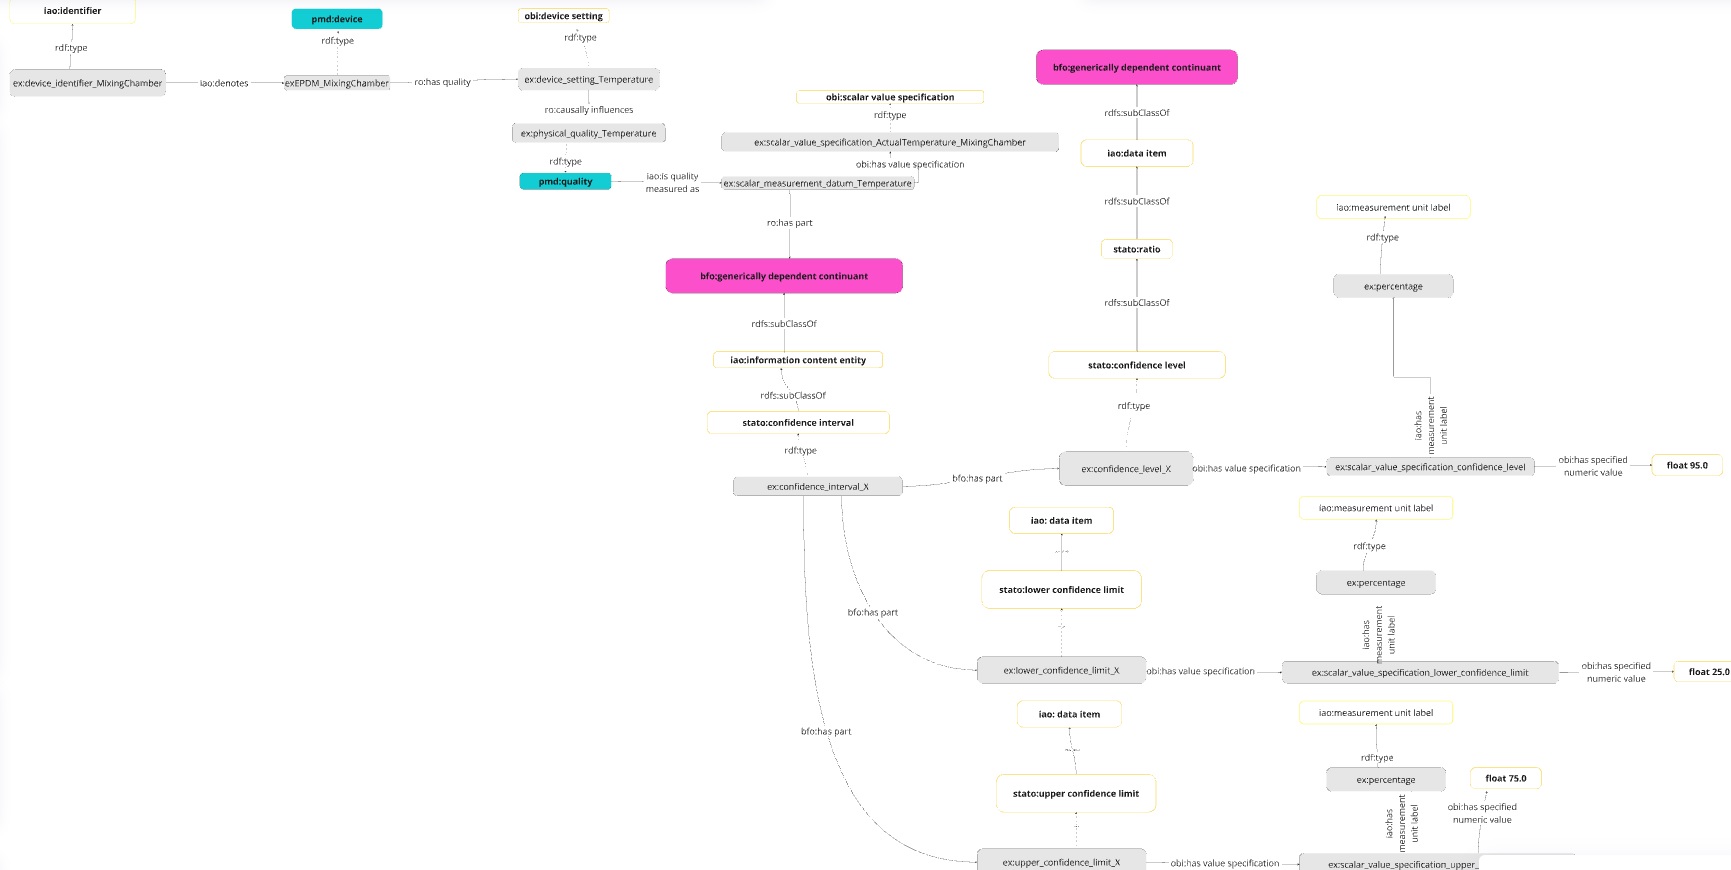 iao:identifier
rdf:type
ex:device_identifier_MixingChamber
iao:denotes
pmd:device
rdf:type
exEPDM_MixingChamber
ro:has quality
obi:device setting
rdf:type
ex:device_setting_Temperature
ro:causally influences
ex:physical_quality_Temperature
rdf:type
pmd:quality
iao:is quality
measured as
obi:scalar value specification
rdf:type
ex:scalar_value_specification_ActualTemperature_MixingChamber
obi:has value specification
ex:scalar_measurement_datum_Temperature
ro:has part
bfo:generically dependent continuant
rdfs:subClassOf
iao:information content entity
rdfs:subClassOf
stato:confidence interval
rdf:type
ex:confidence_interval_X
bfo:has part
bfo:generically dependent continuant
rdfs:subClassOf
iao:data item
rdfs:subClassOf
stato:ratio
rdfs:subClassOf
stato:confidence level
rdf:type
ex:confidence_level_X
obi:has value specification
iao:measurement unit label
rdf:type
ex:percentage
iao:has
measurement
unit label
ex:scalar_value_specification_confidence_level
obi:has specified
numeric value
float 95.0
bfo:has part
iao: data item
stato:lower confidence limit
ex:lower_confidence_limit_X
obi:has value specification
iao:measurement unit label
rdf:type
ex:percentage
iao:has
measurement
unit label
ex:scalar_value_specification_lower_confidence_limit
obi:has specified
numeric value
float 25.0
bfo:has part
iao: data item
stato:upper confidence limit
ex:upper_confidence_limit_X
obi:has value specification
iao:measurement unit label
rdf:type
ex:percentage
iao:has
measurement
unit label
float 75.0
obi:has specified
numeric value
ex:scalar_value_specification_upper_